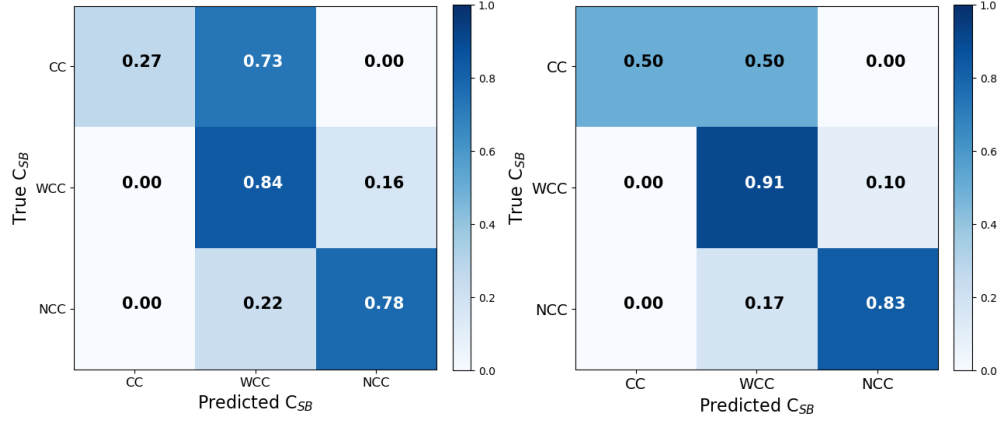 1.0
CC 0.27 0.73 0.00
0.8
0.6
True C_SB
WCC 0.00 0.84 0.16
0.4
0.2
NCC 0.00 0.22 0.78
0.0
CC WCC NCC
Predicted C_SB
1.0
CC 0.50 0.50 0.00
0.8
0.6
True C_SB
WCC 0.00 0.91 0.10
0.4
0.2
NCC 0.00 0.17 0.83
0.0
CC WCC NCC
Predicted C_SB